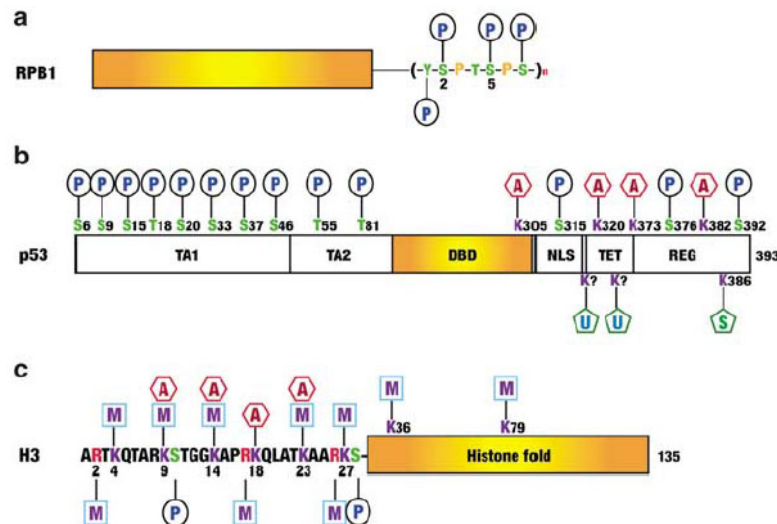 a
P P P
RPB1 (-Y-S-P-T-S-P-S-)n
2 5
P
b
P P P P P P P P P P A P A A P A P
S6 S9 S15 T18 S20 S33 S37 S46 T55 T81 K305 S315 K320 K373 S376 K382 S392
p53 TA1 TA2 DBD NLS TET REG 393
K? K? K386
U U S
c
A A A M M
M M M A M M K36 K79
H3 ARTKQTARKSTGGKAPRKQLATKAARKS- Histone fold 135
2 4 9 14 18 23 27
M P M M P